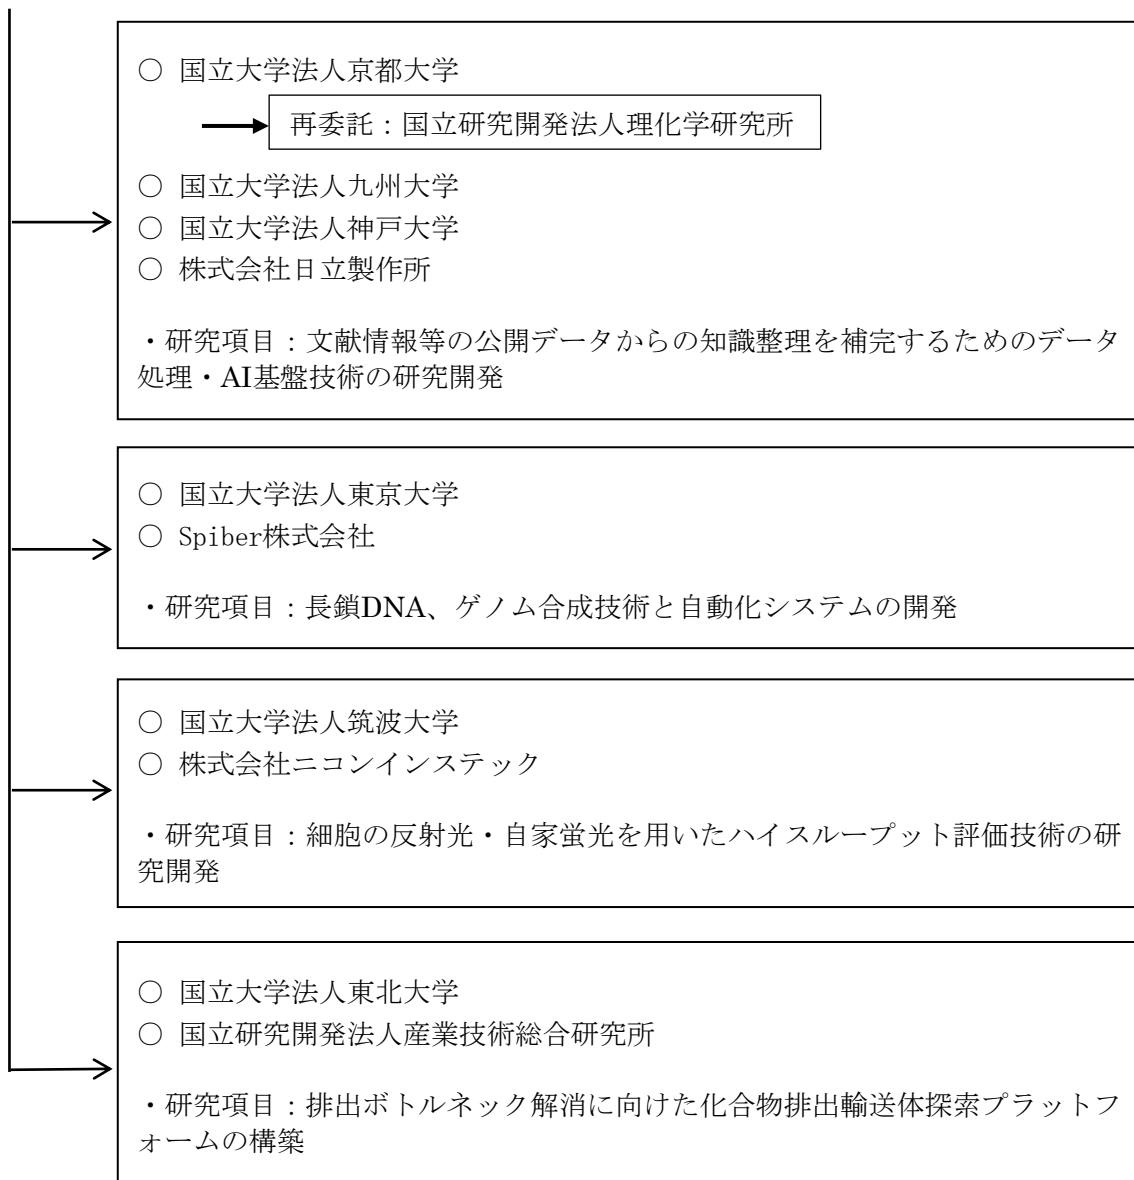 ○ 国立大学法人京都大学
再委託：国立研究開発法人理化学研究所
○ 国立大学法人九州大学
○ 国立大学法人神戸大学
○ 株式会社日立製作所
・研究項目：文献情報等の公開データからの知識整理を補完するためのデータ
処理・AI基盤技術の研究開発
○ 国立大学法人東京大学
○ Spiber株式会社
・研究項目：長鎖DNA、ゲノム合成技術と自動化システムの開発
○ 国立大学法人筑波大学
○ 株式会社ニコンインステック
・研究項目：細胞の反射光・自家蛍光を用いたハイスループット評価技術の研
究開発
○ 国立大学法人東北大学
○ 国立研究開発法人産業技術総合研究所
・研究項目：排出ボトルネック解消に向けた化合物排出輸送体探索プラットフ
ォームの構築